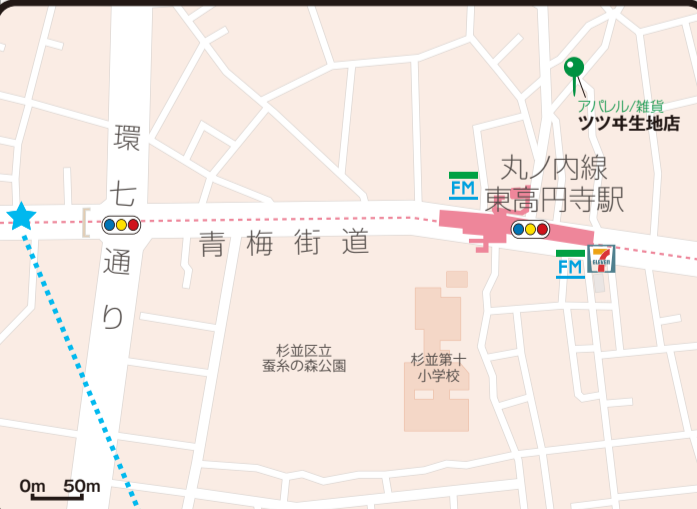 アパレル/雑貨
ツツヰ生地店
環七通り
丸ノ内線
東高円寺駅
FM
青梅街道
FM
7
ELEVEN
杉並区立
蚕糸の森公園
杉並第十
小学校
0m 50m